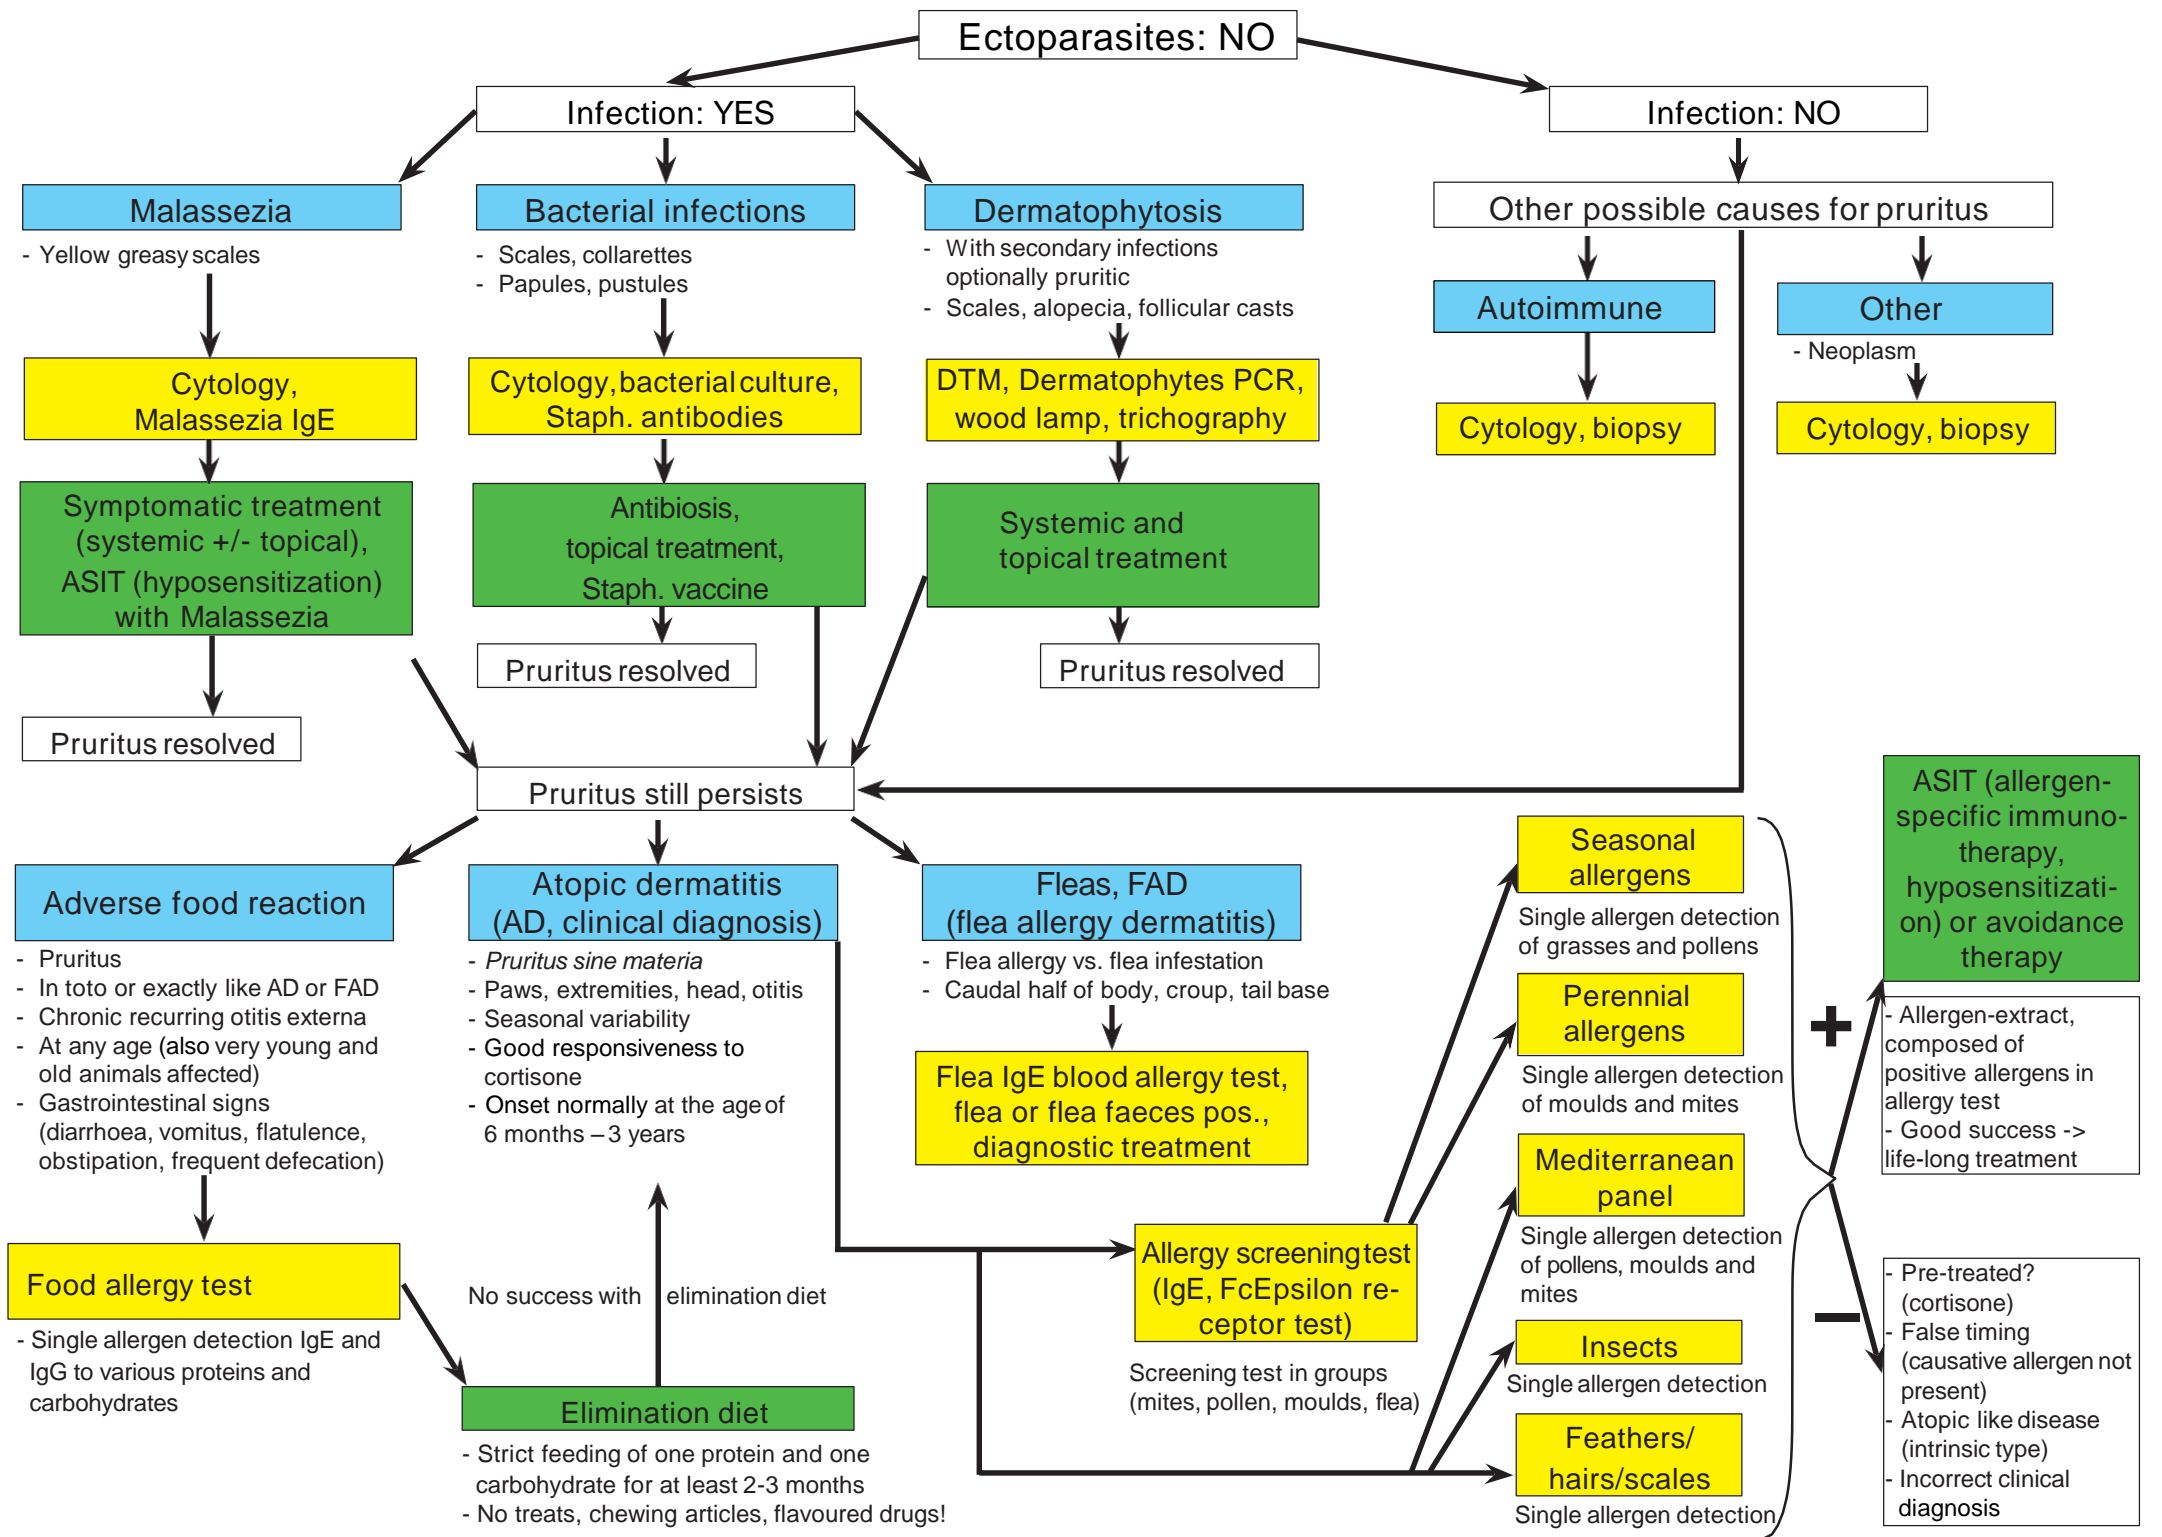 Ectoparasites: NO
Infection: YES
Infection: NO
Malassezia
- Yellow greasy scales
Cytology,
Malassezia IgE
Symptomatic treatment
(systemic +/- topical),
ASIT (hyposensitization)
with Malassezia
Pruritus resolved
Bacterial infections
- Scales, collarettes
- Papules, pustules
Cytology, bacterial culture,
Staph. antibodies
Antibiosis,
topical treatment,
Staph. vaccine
Pruritus resolved
Dermatophytosis
- With secondary infections
optionally pruritic
- Scales, alopecia, follicular casts
DTM, Dermatophytes PCR,
wood lamp, trichography
Systemic and
topical treatment
Pruritus resolved
Other possible causes for pruritus
Autoimmune
Cytology, biopsy
Other
- Neoplasm
Cytology, biopsy
Pruritus still persists
Adverse food reaction
- Pruritus
- In toto or exactly like AD or FAD
- Chronic recurring otitis externa
- At any age (also very young and
old animals affected)
- Gastrointestinal signs
(diarrhoea, vomitus, flatulence,
obstipation, frequent defecation)
Food allergy test
- Single allergen detection IgE and
IgG to various proteins and
carbohydrates
Atopic dermatitis
(AD, clinical diagnosis)
- Pruritus sine materia
- Paws, extremities, head, otitis
- Seasonal variability
- Good responsiveness to
cortisone
- Onset normally at the age of
6 months – 3 years
No success with elimination diet
Elimination diet
- Strict feeding of one protein and one
carbohydrate for at least 2-3 months
- No treats, chewing articles, flavoured drugs!
Fleas, FAD
(flea allergy dermatitis)
- Flea allergy vs. flea infestation
- Caudal half of body, croup, tail base
Flea IgE blood allergy test,
flea or flea faeces pos.,
diagnostic treatment
Allergy screening test
(IgE, FcEpsilon re-
ceptor test)
Screening test in groups
(mites, pollen, moulds, flea)
Seasonal
allergens
Single allergen detection
of grasses and pollens
Perennial
allergens
Single allergen detection
of moulds and mites
Mediterranean
panel
Single allergen detection
of pollens, moulds and
mites
Insects
Single allergen detection
Feathers/
hairs/scales
Single allergen detection
+
ASIT (allergen-
specific immuno-
therapy,
hyposensitizati-
on) or avoidance
therapy
- Allergen-extract,
composed of
positive allergens in
allergy test
- Good success ->
life-long treatment
–
- Pre-treated?
(cortisone)
- False timing
(causative allergen not
present)
- Atopic like disease
(intrinsic type)
- Incorrect clinical
diagnosis